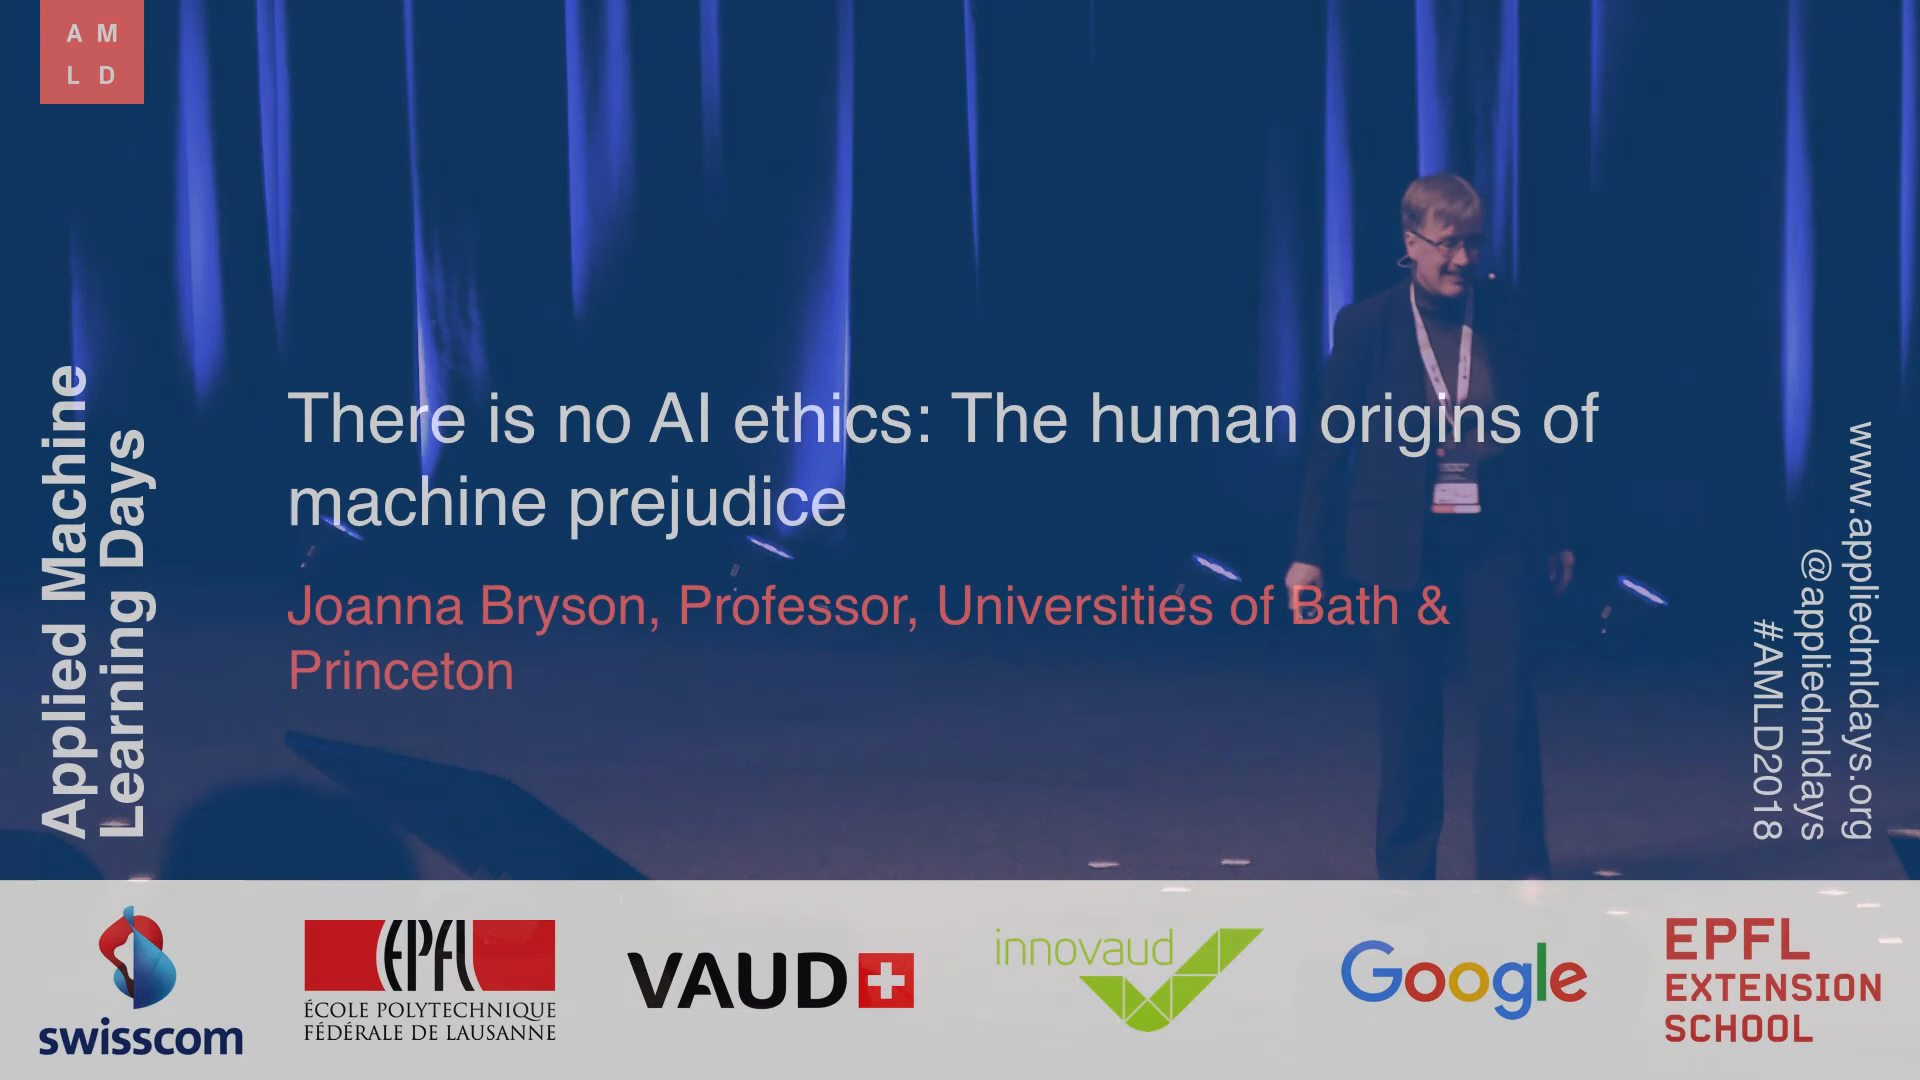 A M
L D
Applied Machine
Learning Days
There is no AI ethics: The human origins of
machine prejudice
Joanna Bryson, Professor, Universities of Bath &
Princeton
www.appliedmldays.org
@appliedmldays
#AMLD2018
swisscom
EPFL
ÉCOLE POLYTECHNIQUE
FÉDÉRALE DE LAUSANNE
VAUD
innovaud
Google
EPFL
EXTENSION
SCHOOL